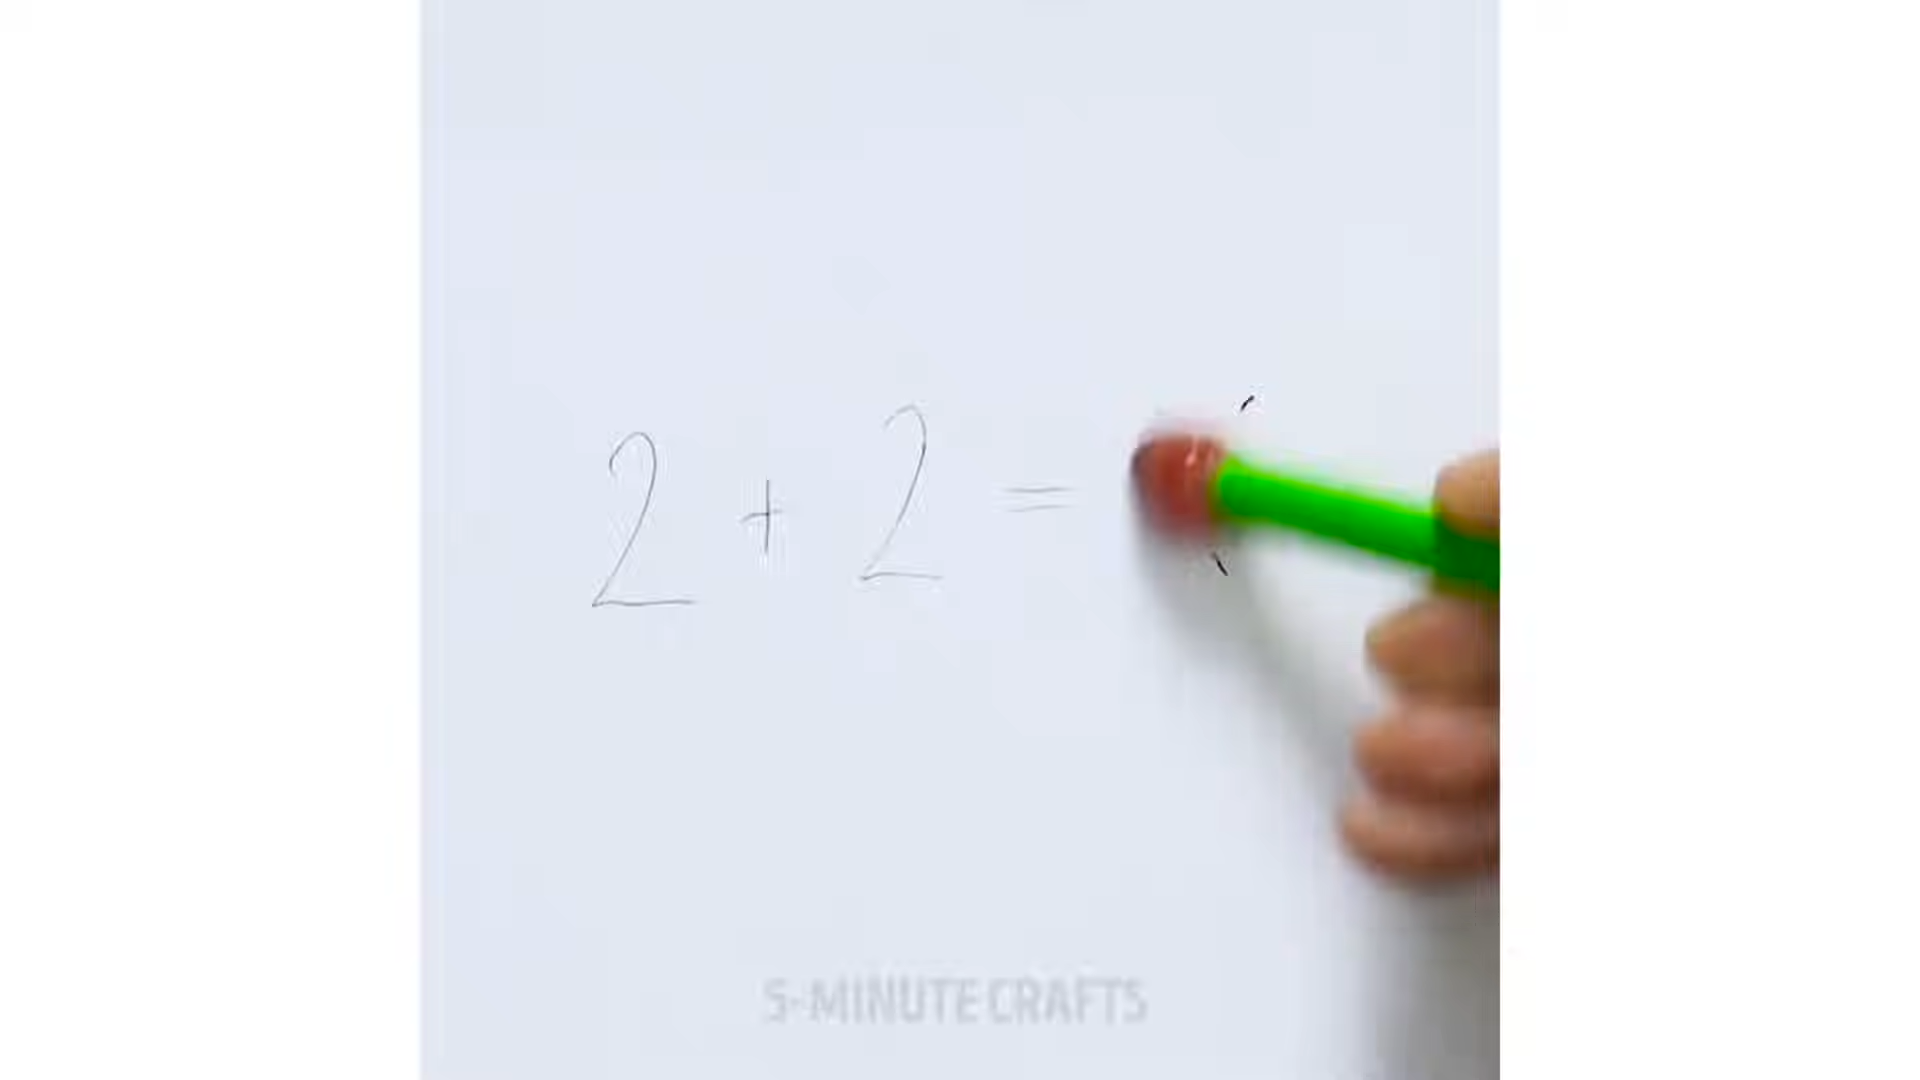 2 + 2 =
5-MINUTE CRAFTS